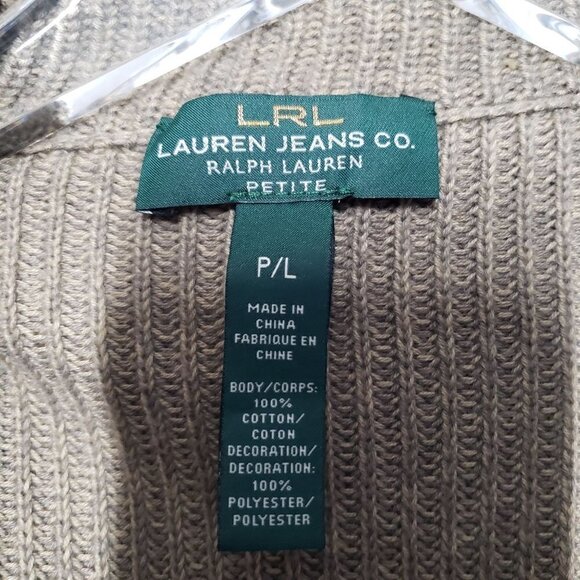 LRL
LAUREN JEANS CO.
RALPH LAUREN
PETITE
P/L
MADE IN
CHINA
FABRIQUE EN
CHINE
BODY/CORPS:
100%
COTTON/
COTON
DECORATION/
DECORATION:
100%
POLYESTER/
POLYESTER